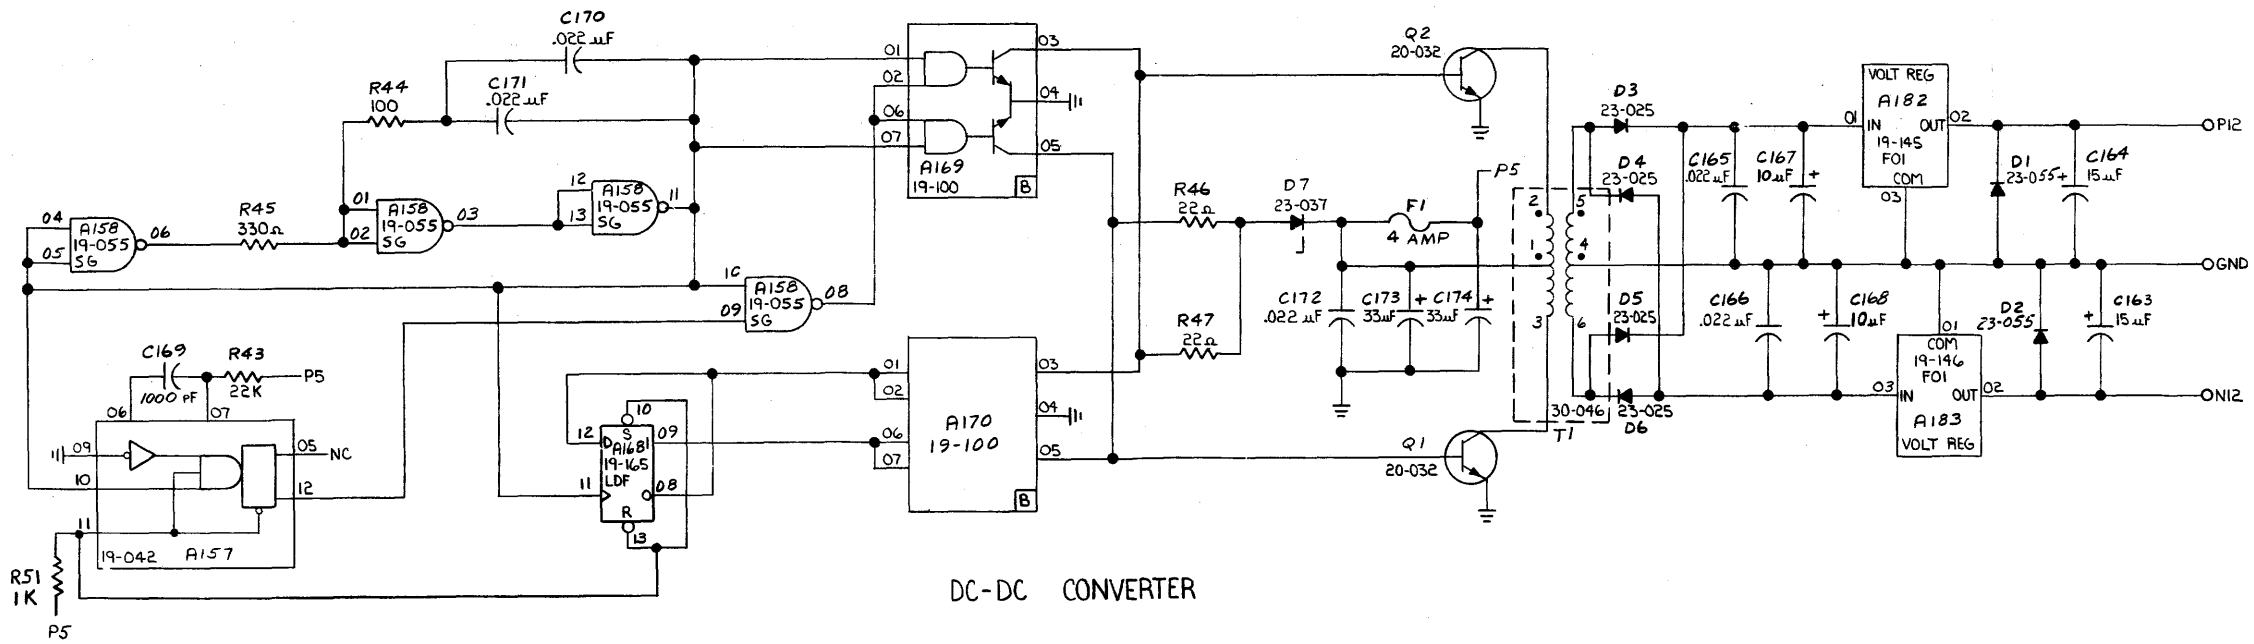 C170
.022 uF
R44
100
C171
.022 uF
01
02
06
07
03
04
05
A169
19-100
B
04
05
A158
19-055
SG
06
R45
330Ω
01
02
A158
19-055
SG
03
12
13
A158
19-055
SG
11
10
09
A158
19-055
SG
08
C169
1000 PF
R43
22K
P5
06
07
09
10
11
05
NC
12
19-042
A157
R51
1K
P5
10
S
12
D
1
09
A168
19-165
LDF
11
08
R
13
01
02
06
07
03
04
05
A170
19-100
B
R46
22Ω
R47
22Ω
D7
23-037
F1
4 AMP
P5
C172
.022 uF
C173
+
33uF
C174
+
33uF
Q2
20-032
Q1
20-032
2
1
3
5
4
6
30-046
T1
D3
23-025
D4
23-025
D5
23-025
23-025
D6
C165
.022 uF
C167
10uF
+
C166
.022 uF
C168
+
10uF
VOLT REG
A182
01
IN
OUT
02
19-145
F01
COM
03
D1
23-055
C164
+
15uF
P12
GND
01
COM
19-146
F01
03
IN
OUT
02
A183
VOLT REG
D2
23-055
C163
+
15uF
N12
DC-DC CONVERTER